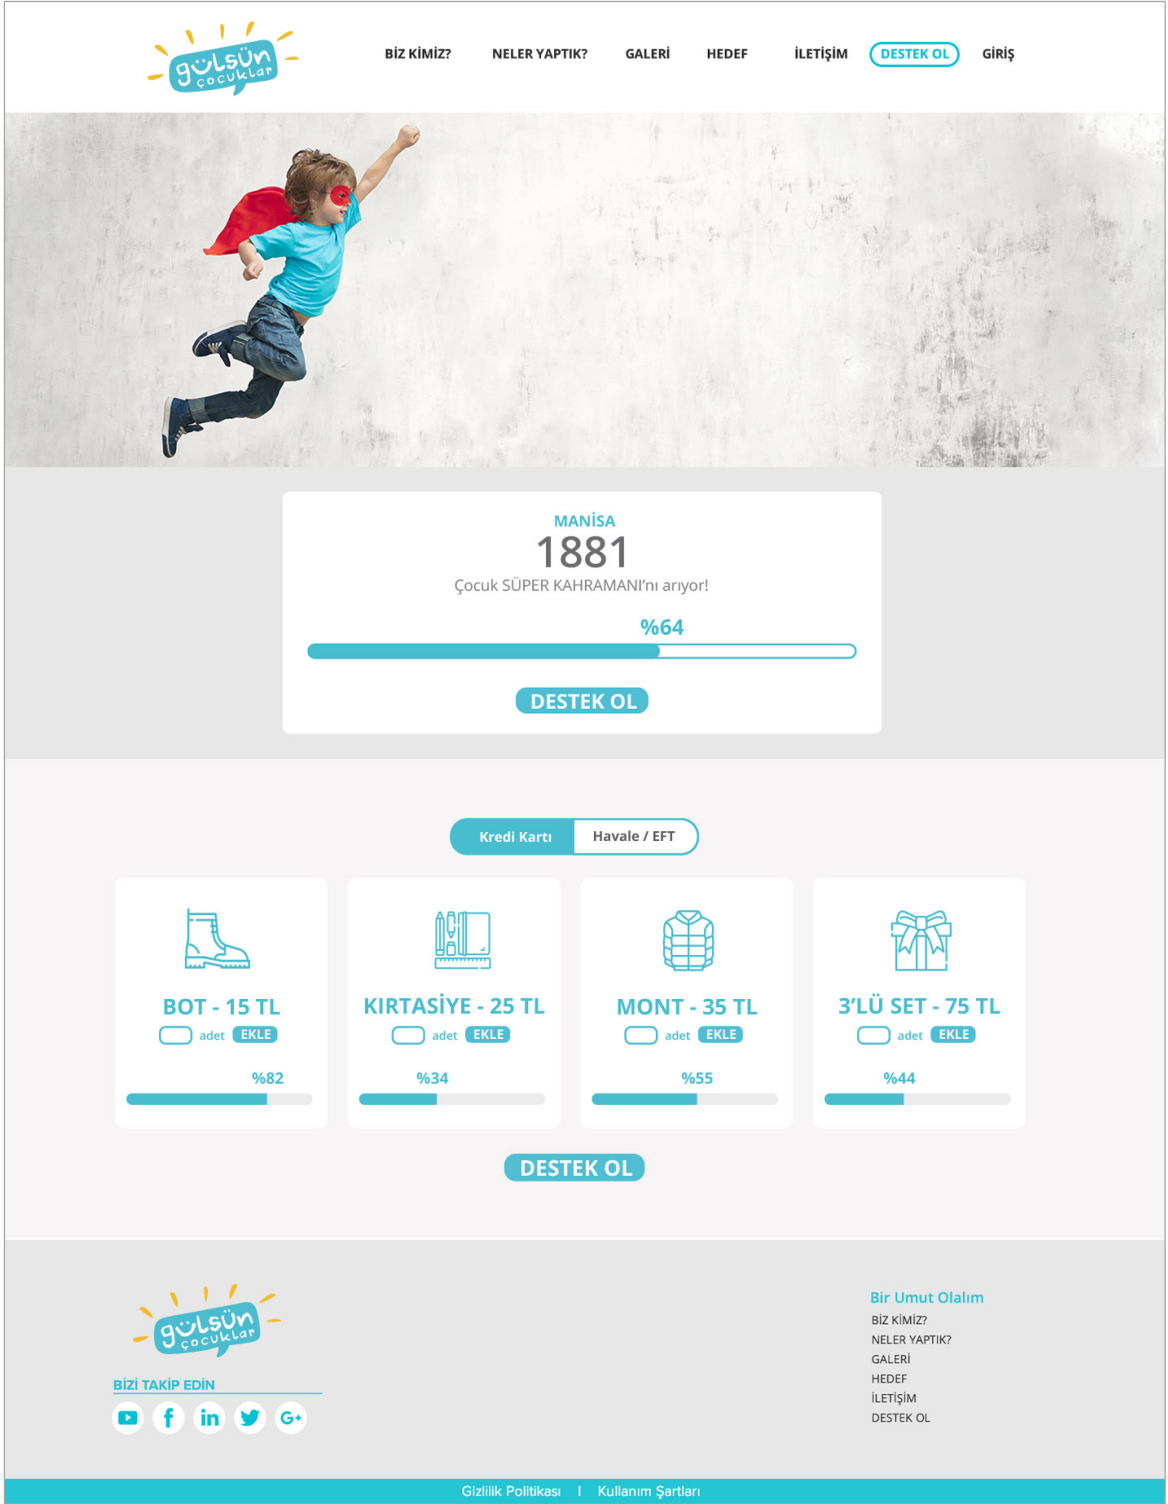 gülsün
çocuklar
BİZ KİMİZ? NELER YAPTIK? GALERİ HEDEF İLETİŞİM DESTEK OL GİRİŞ
MANİSA
1881
Çocuk SÜPER KAHRAMANI’nı arıyor!
%64
DESTEK OL
Kredi Kartı Havale / EFT
BOT - 15 TL
adet EKLE
%82
KIRTASİYE - 25 TL
adet EKLE
%34
MONT - 35 TL
adet EKLE
%55
3’LÜ SET - 75 TL
adet EKLE
%44
DESTEK OL
gülsün
çocuklar
BİZİ TAKİP EDİN
in G+
Bir Umut Olalım
BİZ KİMİZ?
NELER YAPTIK?
GALERİ
HEDEF
İLETİŞİM
DESTEK OL
Gizlilik Politikası I Kullanım Şartları